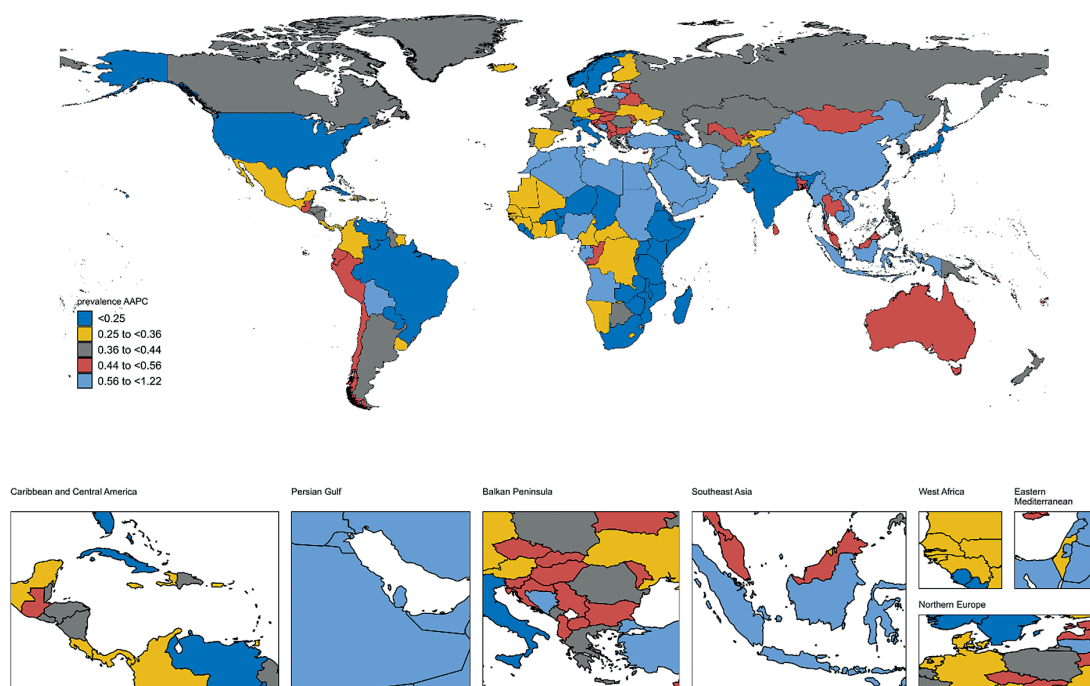 prevalence AAPC
<0.25
0.25 to <0.36
0.36 to <0.44
0.44 to <0.56
0.56 to <1.22
Caribbean and Central America
Persian Gulf
Balkan Peninsula
Southeast Asia
West Africa
Eastern
Mediterranean
Northern Europe